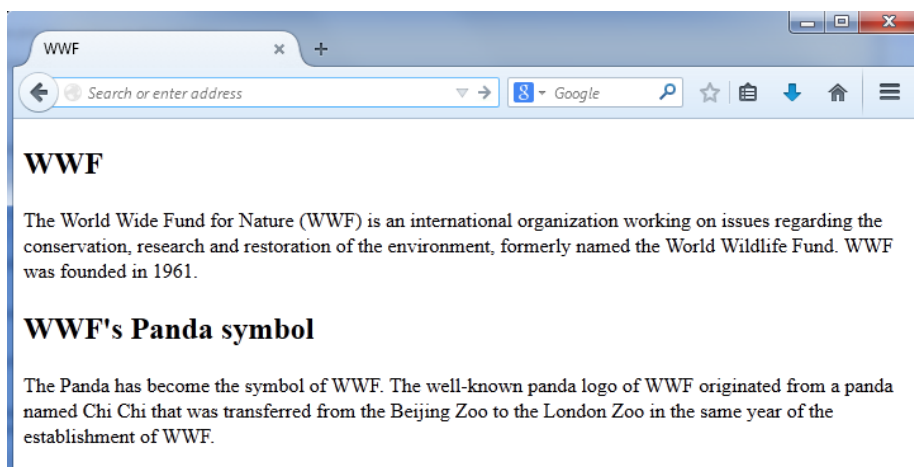 WWF
Search or enter address
8 Google
WWF
The World Wide Fund for Nature (WWF) is an international organization working on issues regarding the
conservation, research and restoration of the environment, formerly named the World Wildlife Fund. WWF
was founded in 1961.
WWF's Panda symbol
The Panda has become the symbol of WWF. The well-known panda logo of WWF originated from a panda
named Chi Chi that was transferred from the Beijing Zoo to the London Zoo in the same year of the
establishment of WWF.